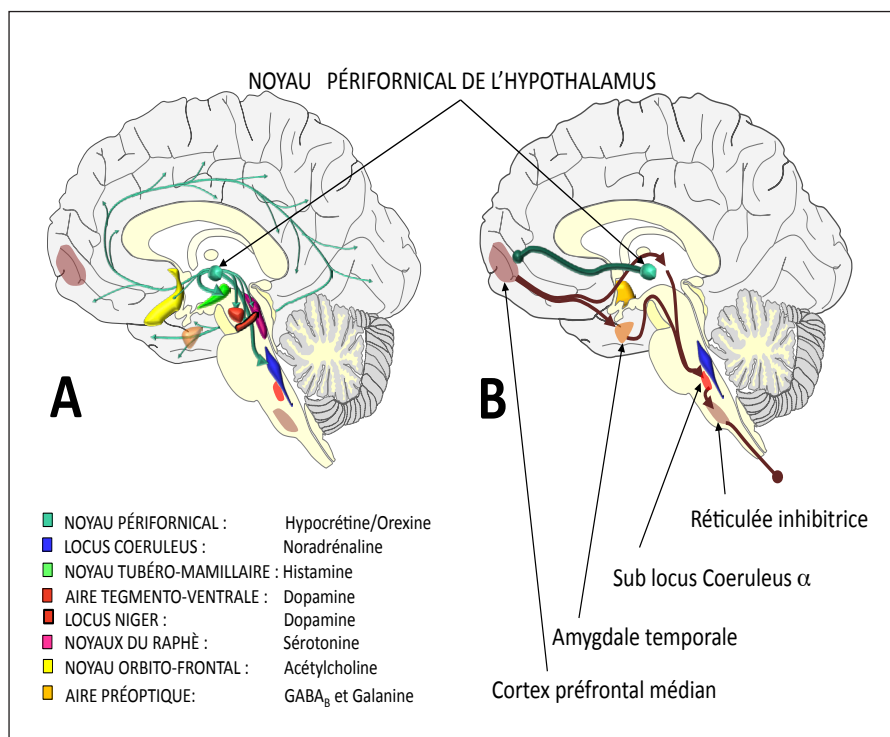 NOYAU PÉRIFORNICAL DE L’HYPOTHALAMUS
A
B
NOYAU PÉRIFORNICAL : Hypocrétine/Orexine
LOCUS COERULEUS : Noradrénaline
NOYAU TUBÉRO-MAMILLAIRE : Histamine
AIRE TEGMENTO-VENTRALE : Dopamine
LOCUS NIGER : Dopamine
NOYAUX DU RAPHÈ : Sérotonine
NOYAU ORBITO-FRONTAL : Acétylcholine
AIRE PRÉOPTIQUE: GABA_B et Galanine
Réticulée inhibitrice
Sub locus Coeruleus α
Amygdale temporale
Cortex préfrontal médian